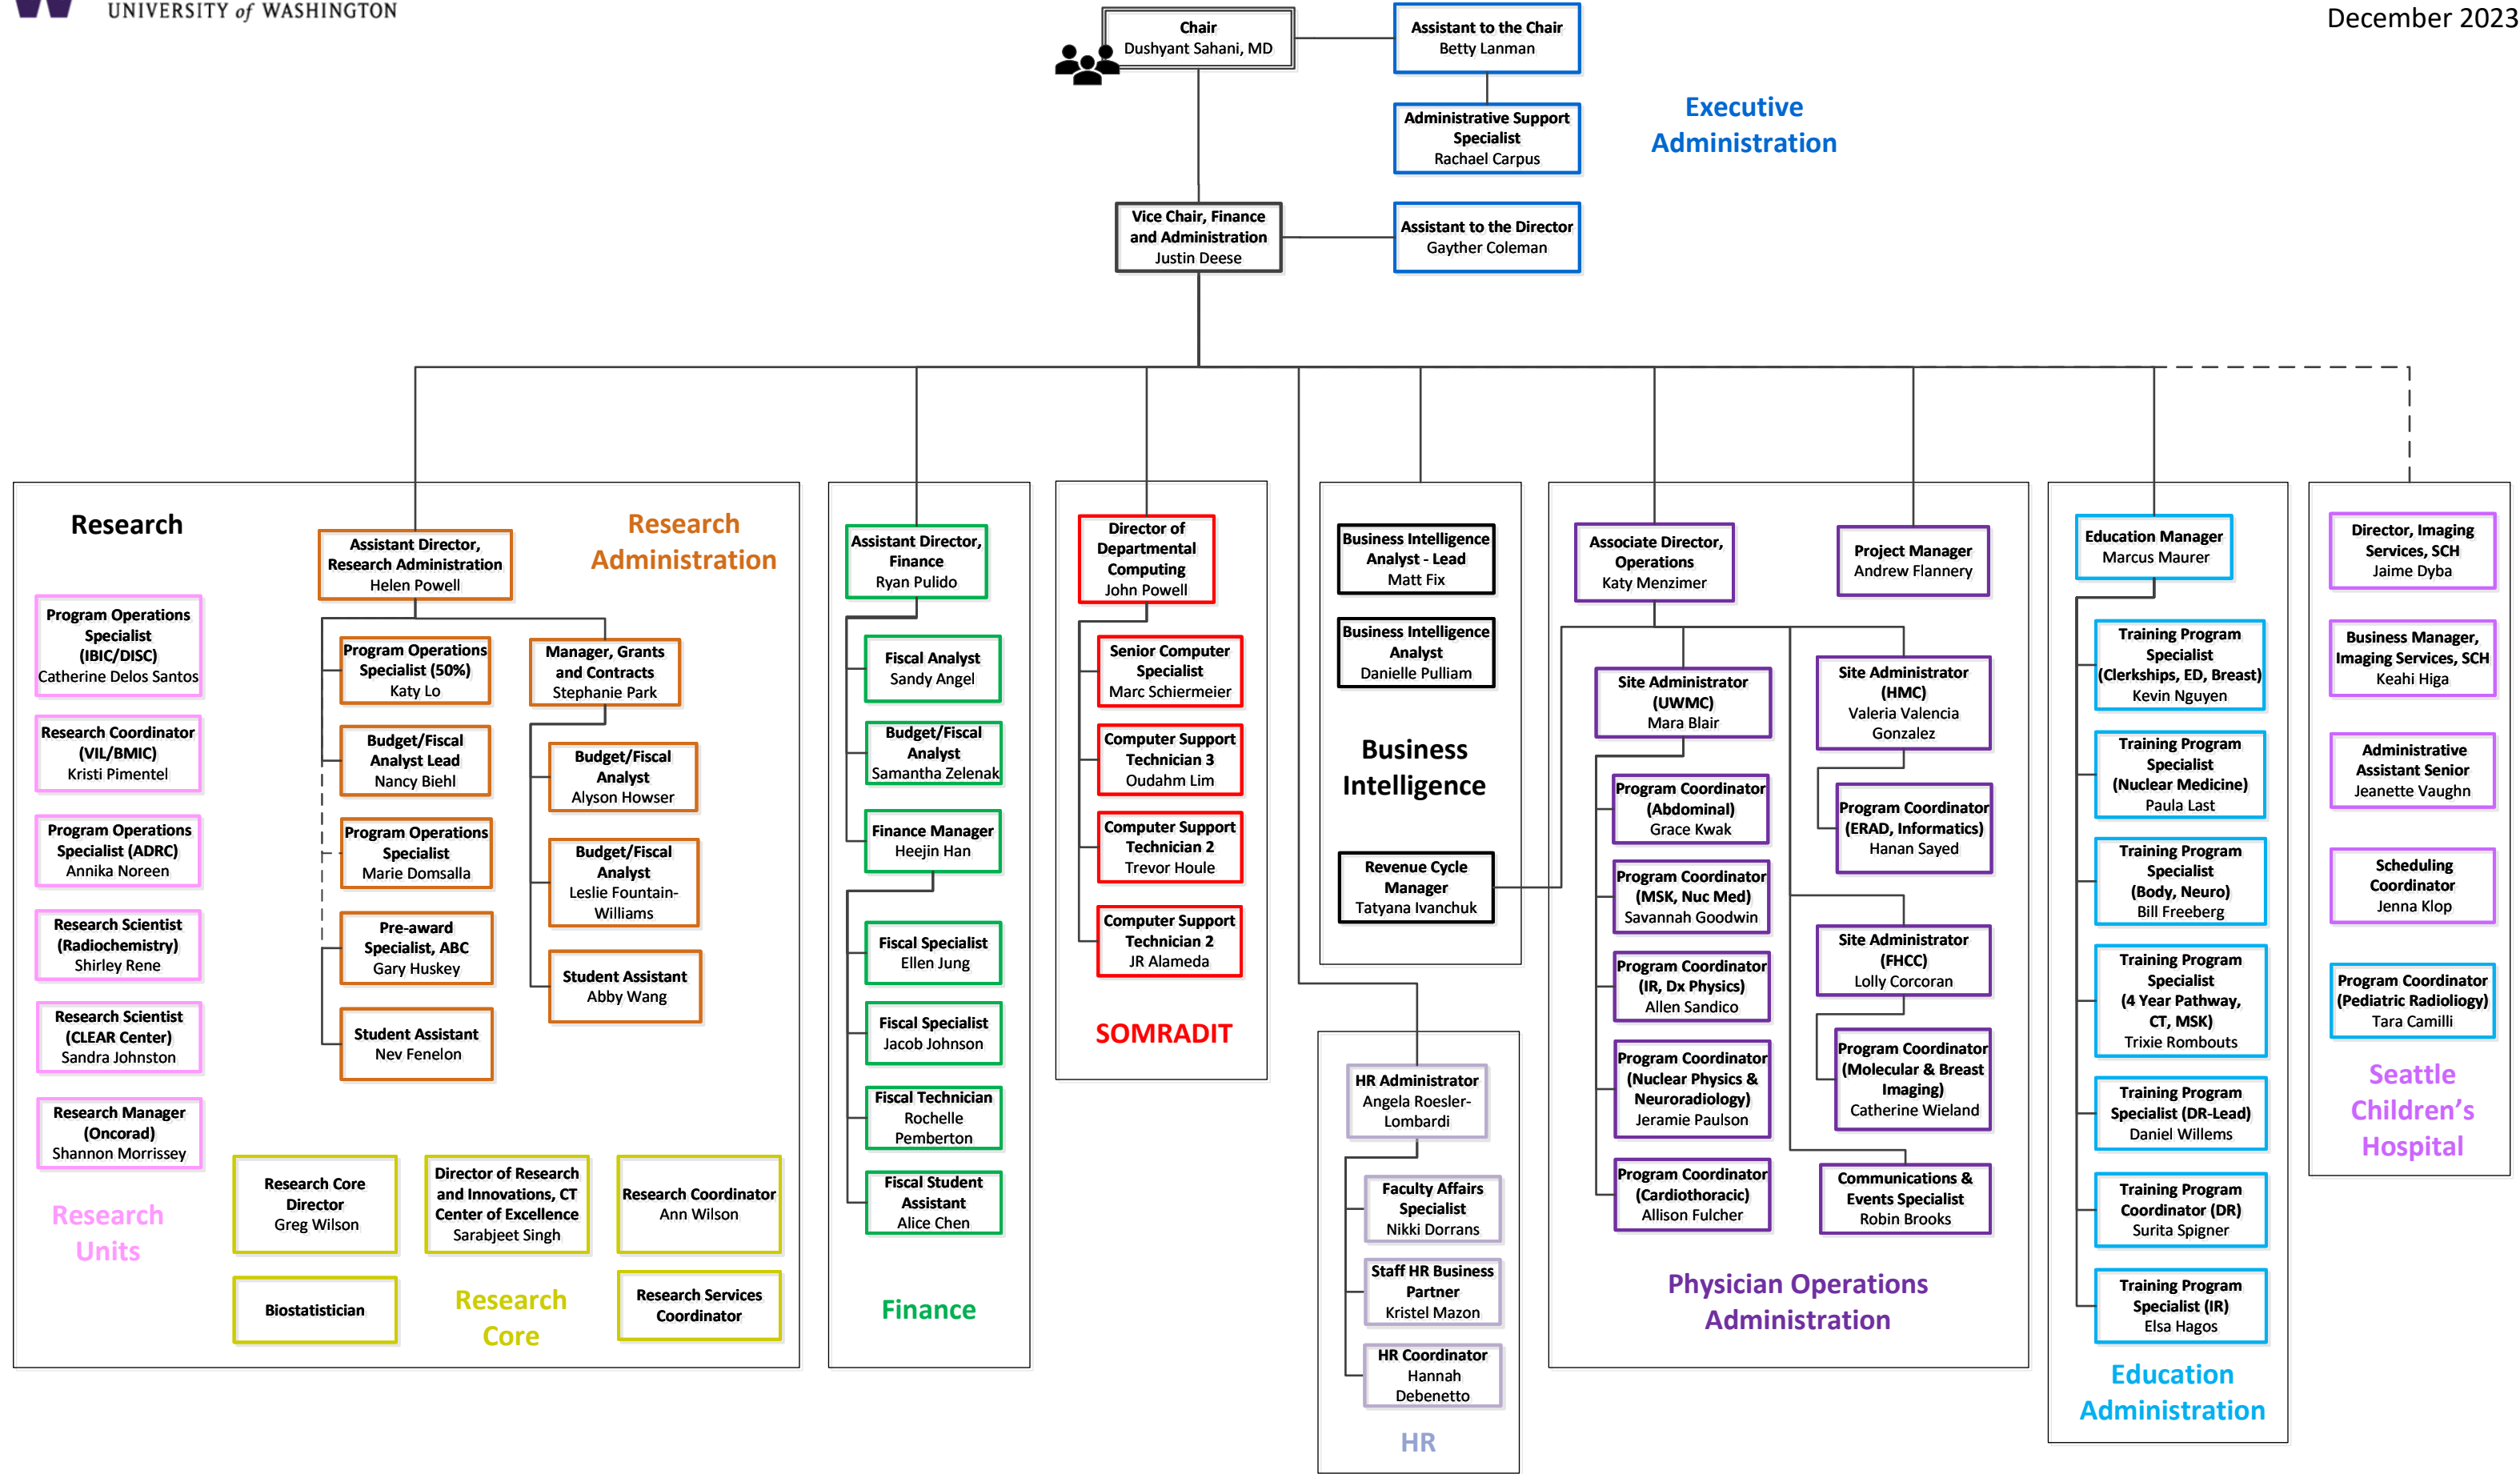 UNIVERSITY of WASHINGTON
December 2023
Chair
Dushyant Sahani, MD
Assistant to the Chair
Betty Lanman
Administrative Support
Specialist
Rachael Carpus
Executive
Administration
Vice Chair, Finance
and Administration
Justin Deese
Assistant to the Director
Gayther Coleman
Research
Research
Administration
Assistant Director,
Research Administration
Helen Powell
Program Operations
Specialist
(IBIC/DISC)
Catherine Delos Santos
Research Coordinator
(VIL/BMIC)
Kristi Pimentel
Program Operations
Specialist (ADRC)
Annika Noreen
Research Scientist
(Radiochemistry)
Shirley Rene
Research Scientist
(CLEAR Center)
Sandra Johnston
Research Manager
(Oncorad)
Shannon Morrissey
Research
Units
Program Operations
Specialist (50%)
Katy Lo
Budget/Fiscal
Analyst Lead
Nancy Biehl
Program Operations
Specialist
Marie Domsalla
Pre-award
Specialist, ABC
Gary Huskey
Student Assistant
Nev Fenelon
Manager, Grants
and Contracts
Stephanie Park
Budget/Fiscal
Analyst
Alyson Howser
Budget/Fiscal
Analyst
Leslie Fountain-
Williams
Student Assistant
Abby Wang
Research Core
Director
Greg Wilson
Director of Research
and Innovations, CT
Center of Excellence
Sarabjeet Singh
Research Coordinator
Ann Wilson
Biostatistician
Research
Core
Research Services
Coordinator
Assistant Director,
Finance
Ryan Pulido
Fiscal Analyst
Sandy Angel
Budget/Fiscal
Analyst
Samantha Zelenak
Finance Manager
Heejin Han
Fiscal Specialist
Ellen Jung
Fiscal Specialist
Jacob Johnson
Fiscal Technician
Rochelle
Pemberton
Fiscal Student
Assistant
Alice Chen
Finance
Director of
Departmental
Computing
John Powell
Senior Computer
Specialist
Marc Schiermeier
Computer Support
Technician 3
Oudahm Lim
Computer Support
Technician 2
Trevor Houle
Computer Support
Technician 2
JR Alameda
SOMRADIT
Business Intelligence
Analyst - Lead
Matt Fix
Business Intelligence
Analyst
Danielle Pulliam
Business
Intelligence
Revenue Cycle
Manager
Tatyana Ivanchuk
HR Administrator
Angela Roesler-
Lombardi
Faculty Affairs
Specialist
Nikki Dorrans
Staff HR Business
Partner
Kristel Mazon
HR Coordinator
Hannah
Debenetto
HR
Associate Director,
Operations
Katy Menzimer
Project Manager
Andrew Flannery
Site Administrator
(UWMC)
Mara Blair
Program Coordinator
(Abdominal)
Grace Kwak
Program Coordinator
(MSK, Nuc Med)
Savannah Goodwin
Program Coordinator
(IR, Dx Physics)
Allen Sandico
Program Coordinator
(Nuclear Physics &
Neuroradiology)
Jeramie Paulson
Program Coordinator
(Cardiothoracic)
Allison Fulcher
Site Administrator
(HMC)
Valeria Valencia
Gonzalez
Program Coordinator
(ERAD, Informatics)
Hanan Sayed
Site Administrator
(FHCC)
Lolly Corcoran
Program Coordinator
(Molecular & Breast
Imaging)
Catherine Wieland
Communications &
Events Specialist
Robin Brooks
Physician Operations
Administration
Education Manager
Marcus Maurer
Training Program
Specialist
(Clerkships, ED, Breast)
Kevin Nguyen
Training Program
Specialist
(Nuclear Medicine)
Paula Last
Training Program
Specialist
(Body, Neuro)
Bill Freeberg
Training Program
Specialist
(4 Year Pathway,
CT, MSK)
Trixie Rombouts
Training Program
Specialist (DR-Lead)
Daniel Willems
Training Program
Coordinator (DR)
Surita Spigner
Training Program
Specialist (IR)
Elsa Hagos
Education
Administration
Director, Imaging
Services, SCH
Jaime Dyba
Business Manager,
Imaging Services, SCH
Keahi Higa
Administrative
Assistant Senior
Jeanette Vaughn
Scheduling
Coordinator
Jenna Klop
Program Coordinator
(Pediatric Radiology)
Tara Camilli
Seattle
Children's
Hospital